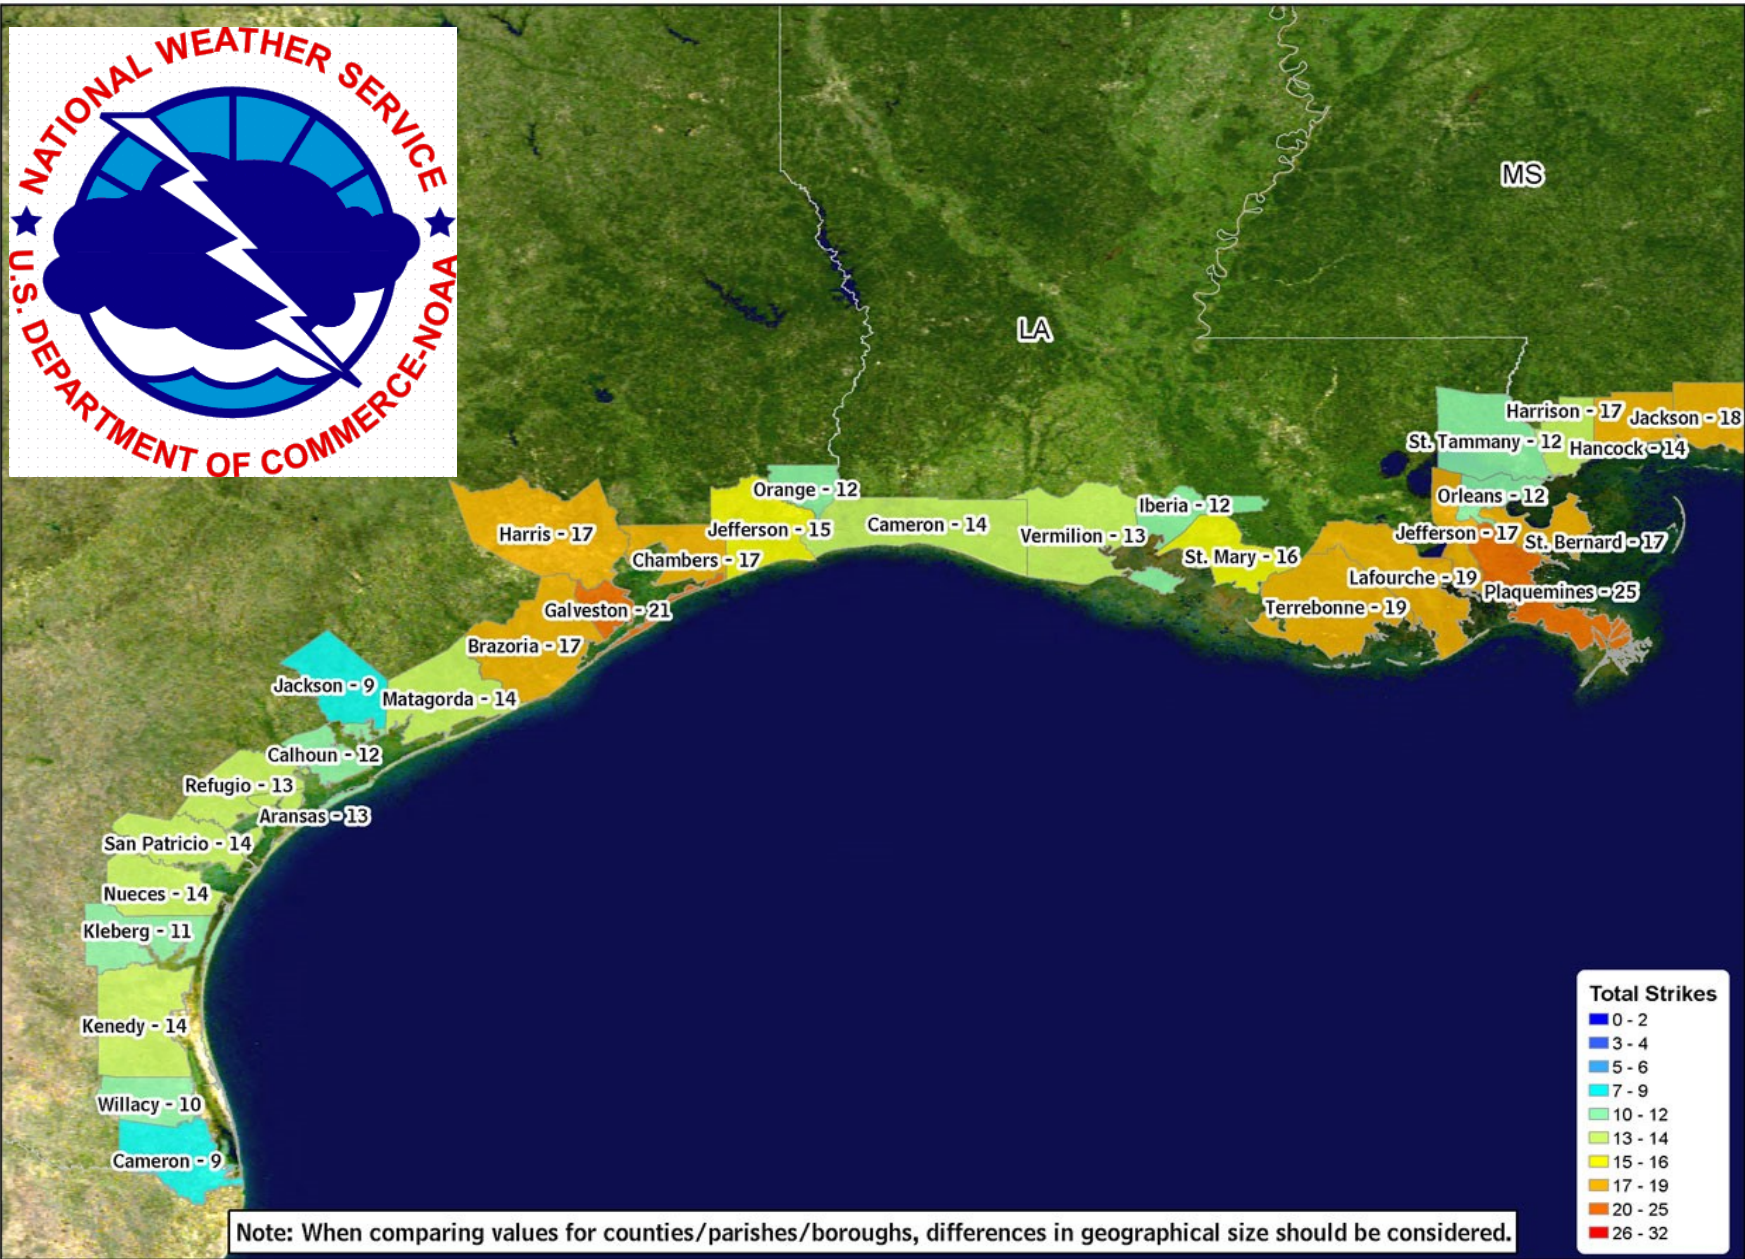 NATIONAL WEATHER SERVICE
U.S. DEPARTMENT OF COMMERCE-NOAA
MS
LA
Harrison - 17
Jackson - 18
St. Tammany - 12
Hancock - 14
Orange - 12
Orleans - 12
Iberia - 12
Harris - 17
Jefferson - 15
Cameron - 14
Vermilion - 13
Jefferson - 17
St. Bernard - 17
Chambers - 17
St. Mary - 16
Lafourche - 19
Plaquemines - 25
Galveston - 21
Terrebonne - 19
Brazoria - 17
Jackson - 9
Matagorda - 14
Calhoun - 12
Refugio - 13
Aransas - 13
San Patricio - 14
Nueces - 14
Kleberg - 11
Kenedy - 14
Willacy - 10
Cameron - 9
Total Strikes
0 - 2
3 - 4
5 - 6
7 - 9
10 - 12
13 - 14
15 - 16
17 - 19
20 - 25
26 - 32
Note: When comparing values for counties/parishes/boroughs, differences in geographical size should be considered.